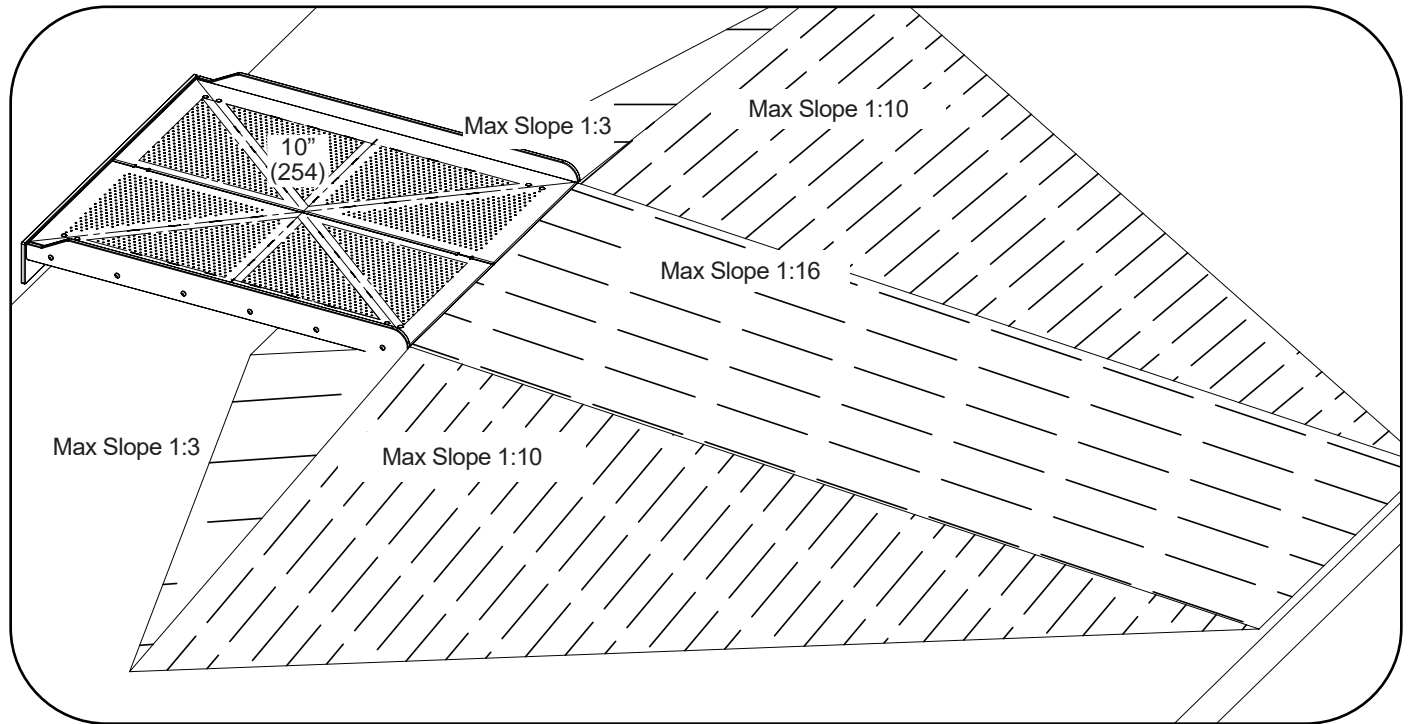 Max Slope 1:10
Max Slope 1:3
10”
(254)
Max Slope 1:16
Max Slope 1:3
Max Slope 1:10